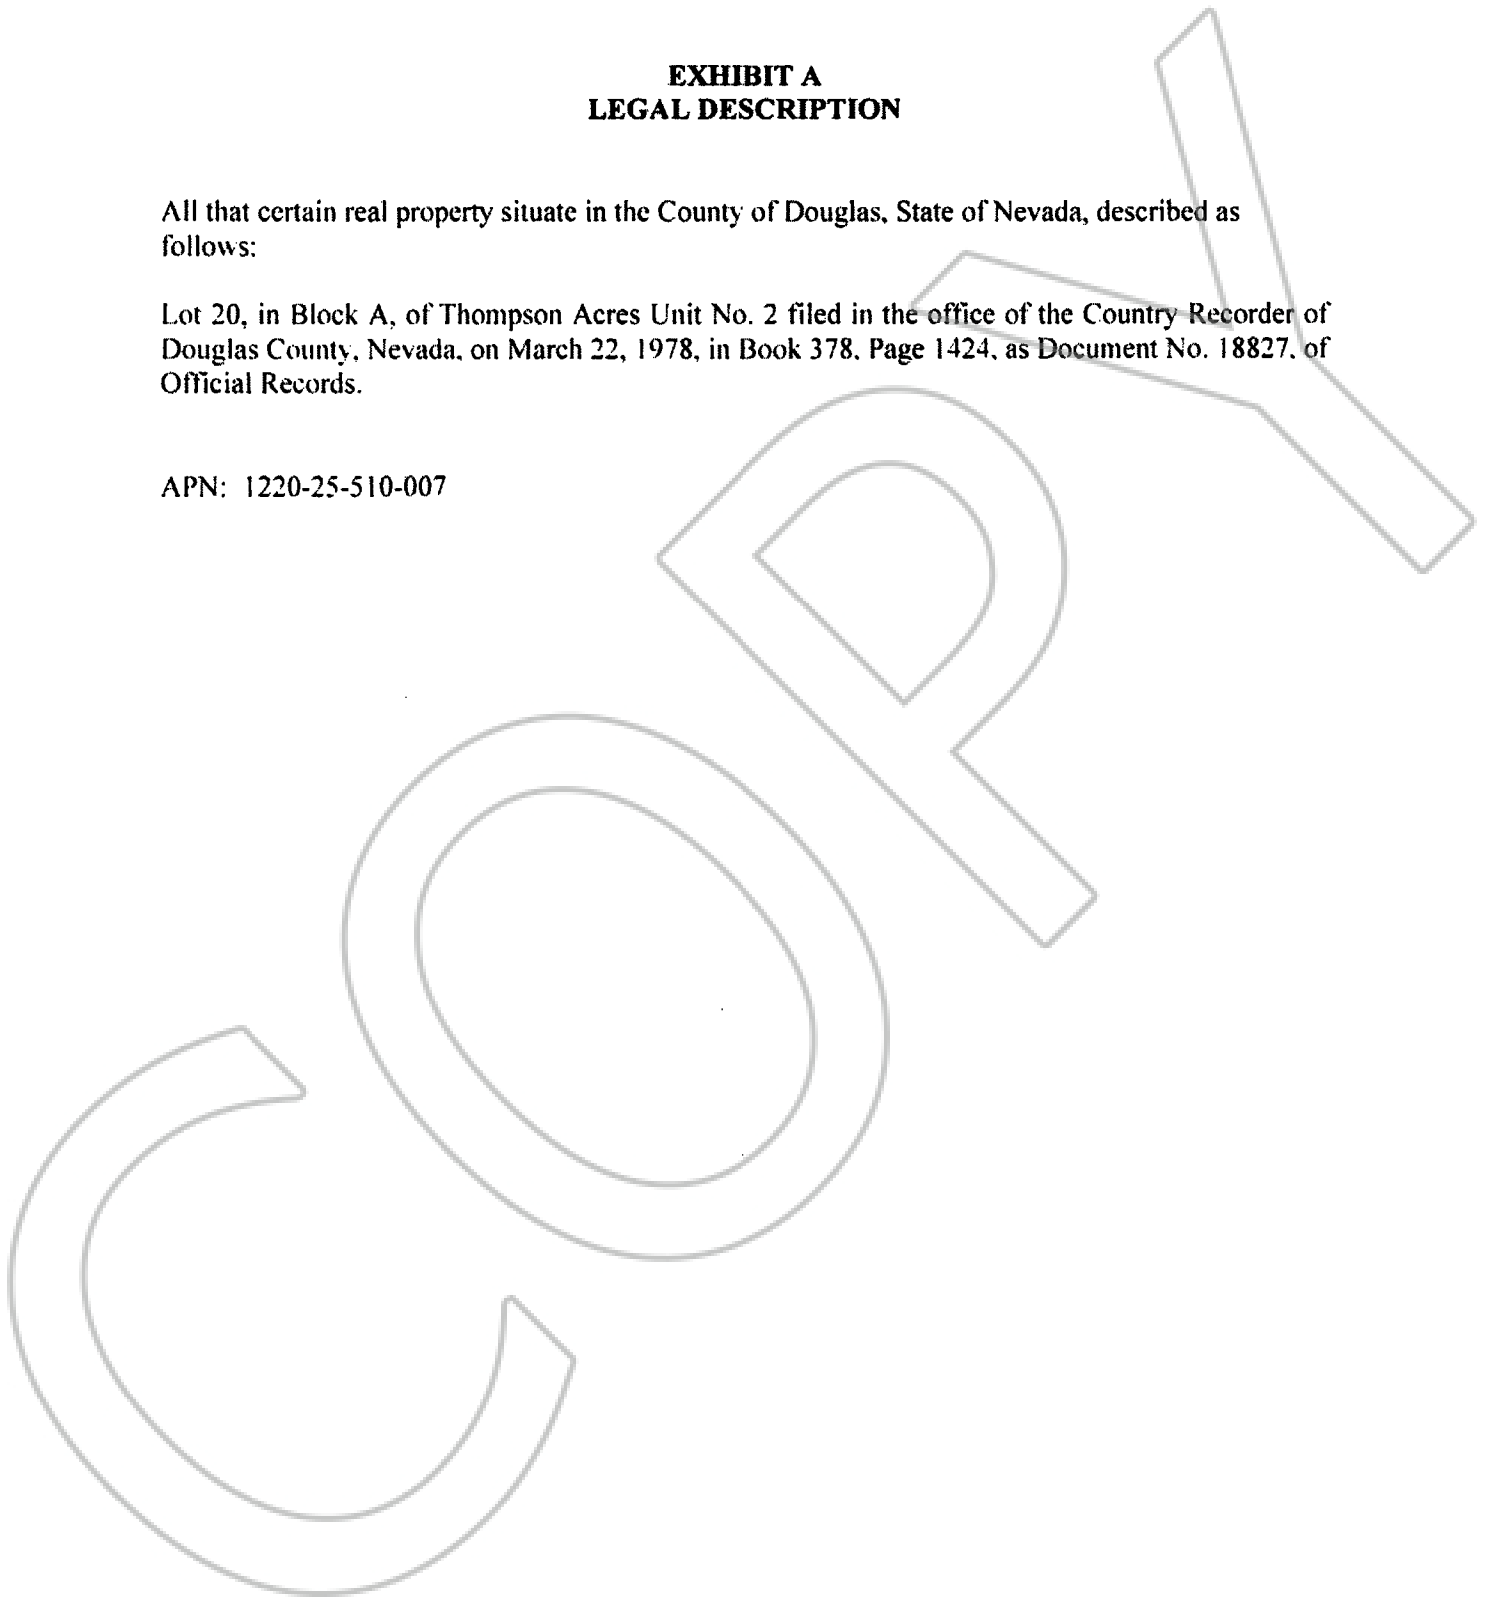 EXHIBIT A
LEGAL DESCRIPTION
All that certain real property situate in the County of Douglas, State of Nevada, described as
follows:
Lot 20, in Block A, of Thompson Acres Unit No. 2 filed in the office of the Country Recorder of
Douglas County, Nevada, on March 22, 1978, in Book 378, Page 1424, as Document No. 18827, of
Official Records.
APN: 1220-25-510-007
COPY